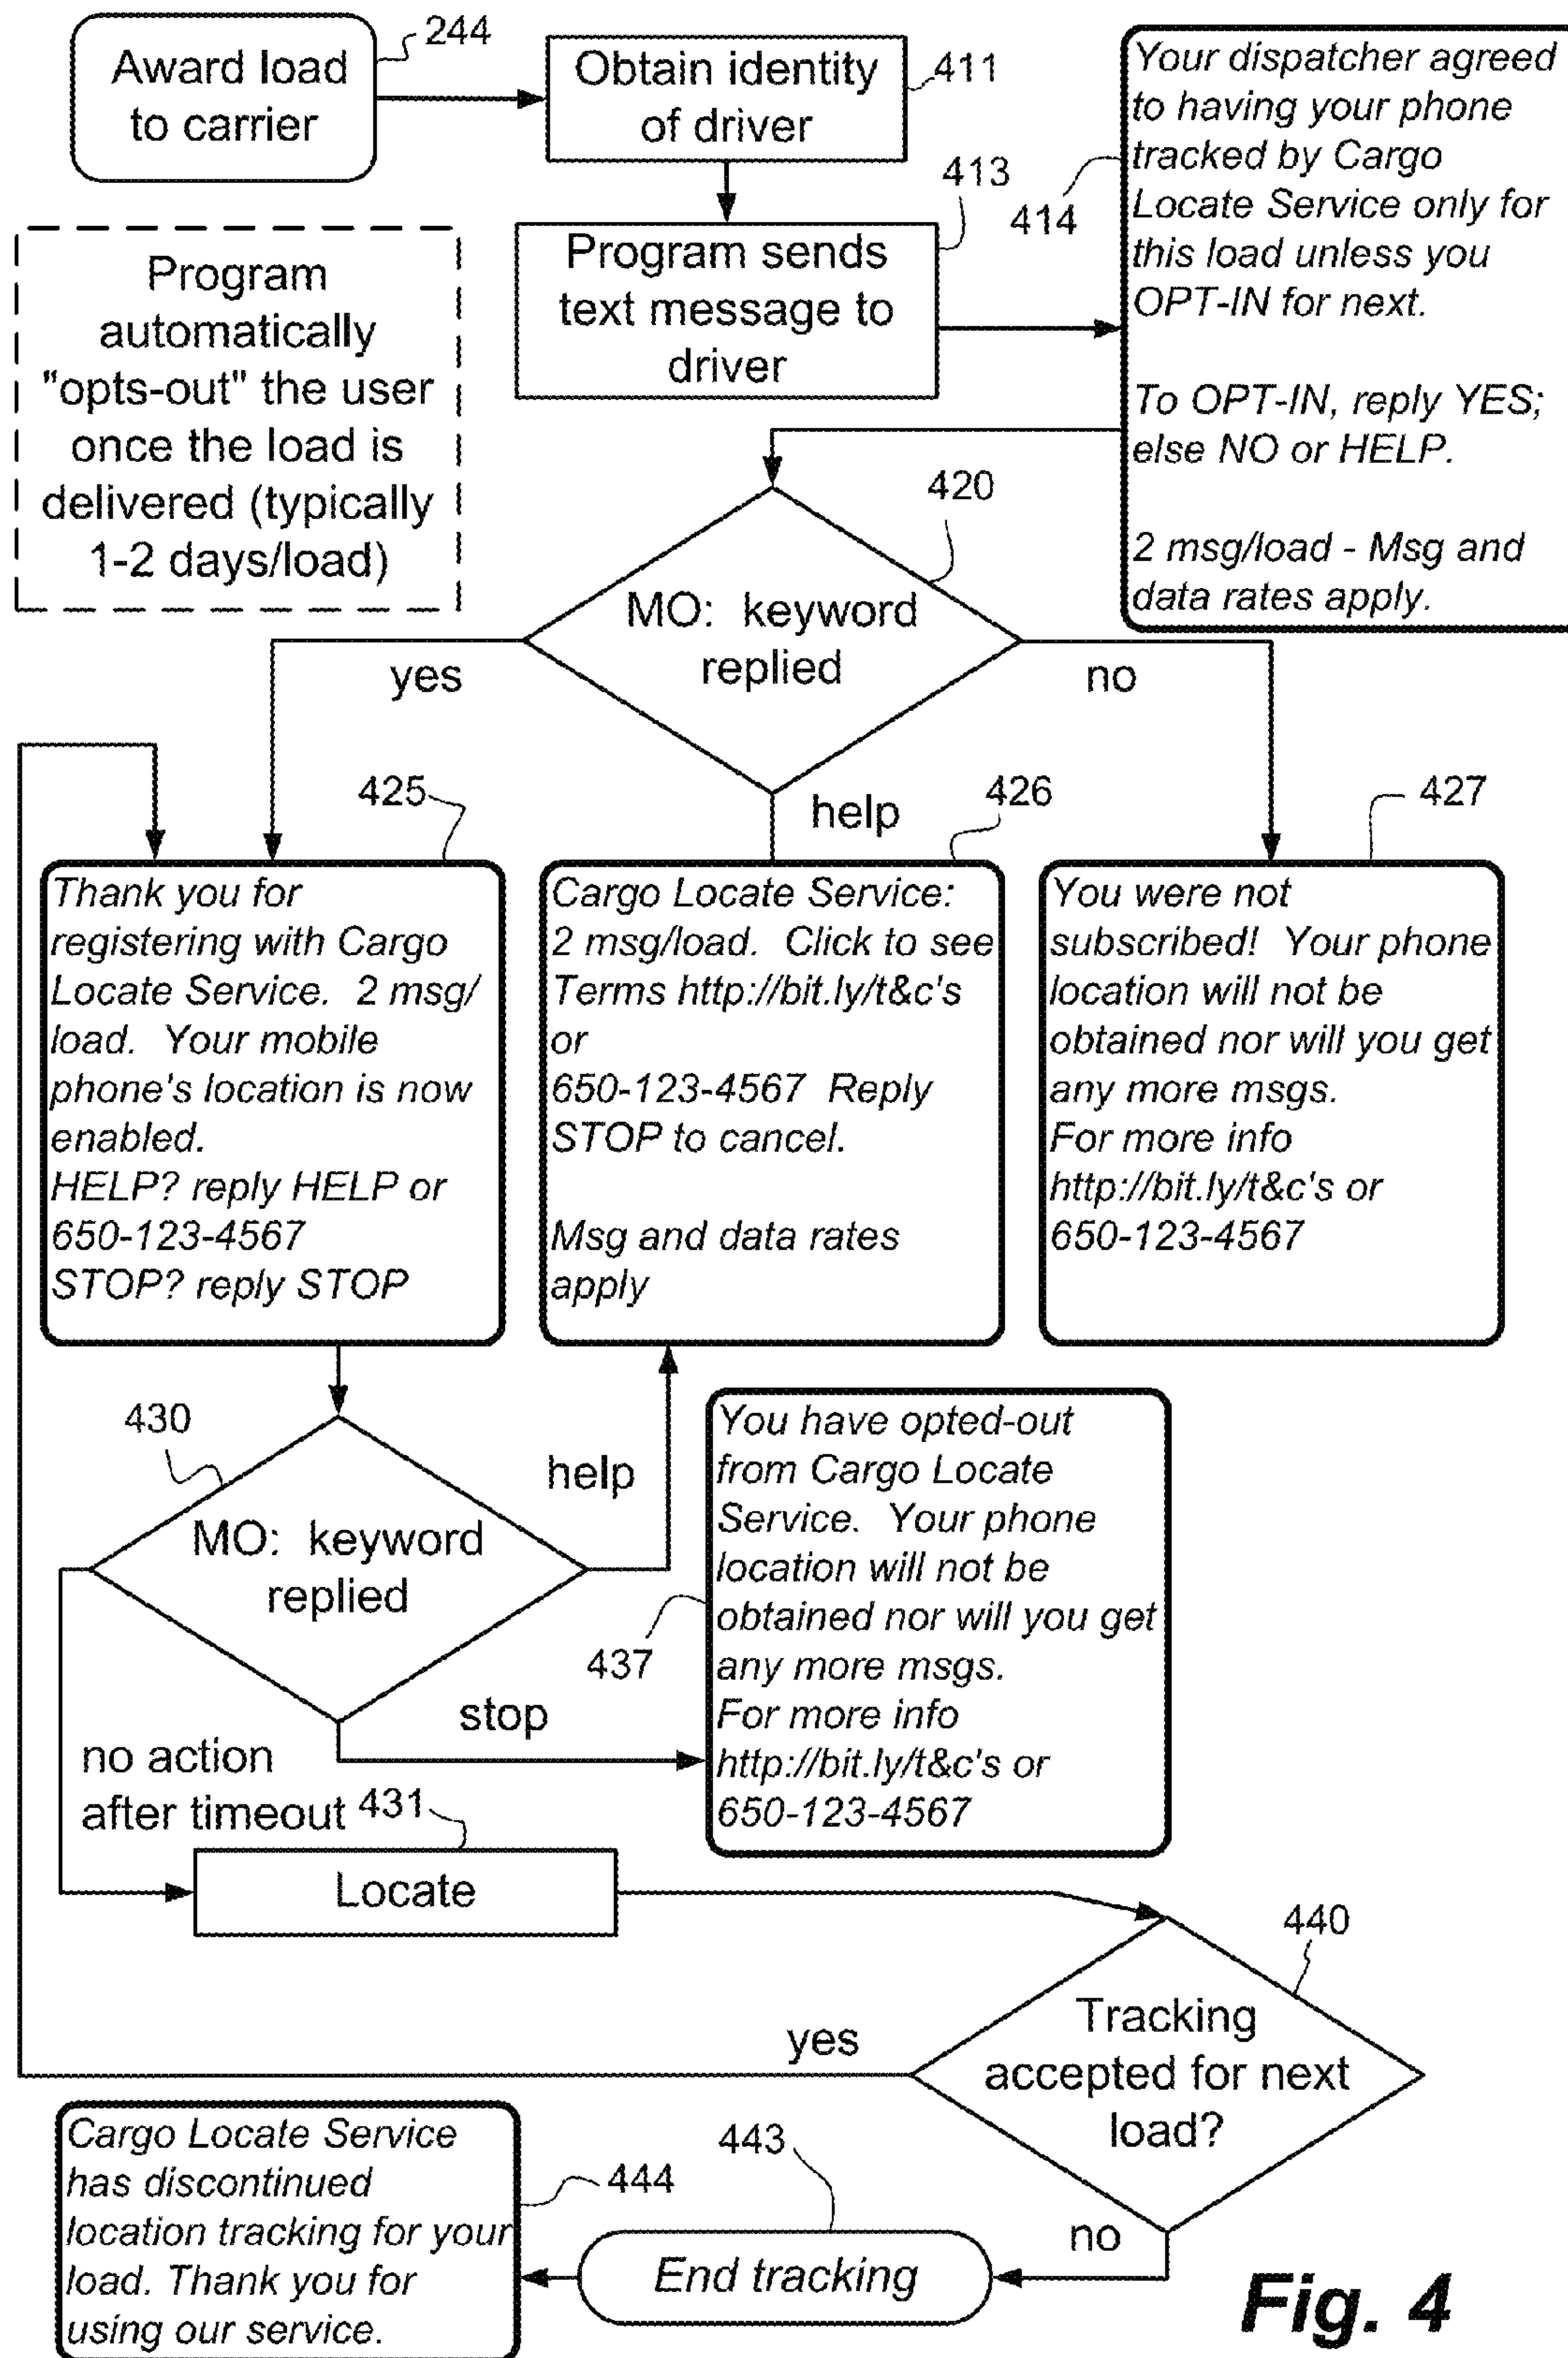 Award load
to carrier
244
Obtain identity
of driver
411
Program sends
text message to
driver
413
414
Your dispatcher agreed
to having your phone
tracked by Cargo
Locate Service only for
this load unless you
OPT-IN for next.
To OPT-IN, reply YES;
else NO or HELP.
2 msg/load - Msg and
data rates apply.
Program
automatically
"opts-out" the user
once the load is
delivered (typically
1-2 days/load)
420
MO: keyword
replied
yes
no
help
425
Thank you for
registering with Cargo
Locate Service. 2 msg/
load. Your mobile
phone's location is now
enabled.
HELP? reply HELP or
650-123-4567
STOP? reply STOP
426
Cargo Locate Service:
2 msg/load. Click to see
Terms http://bit.ly/t&c's
or
650-123-4567 Reply
STOP to cancel.
Msg and data rates
apply
427
You were not
subscribed! Your phone
location will not be
obtained nor will you get
any more msgs.
For more info
http://bit.ly/t&c's or
650-123-4567
430
MO: keyword
replied
help
stop
no action
after timeout
437
You have opted-out
from Cargo Locate
Service. Your phone
location will not be
obtained nor will you get
any more msgs.
For more info
http://bit.ly/t&c's or
650-123-4567
431
Locate
440
Tracking
accepted for next
load?
yes
no
443
End tracking
444
Cargo Locate Service
has discontinued
location tracking for your
load. Thank you for
using our service.
Fig. 4